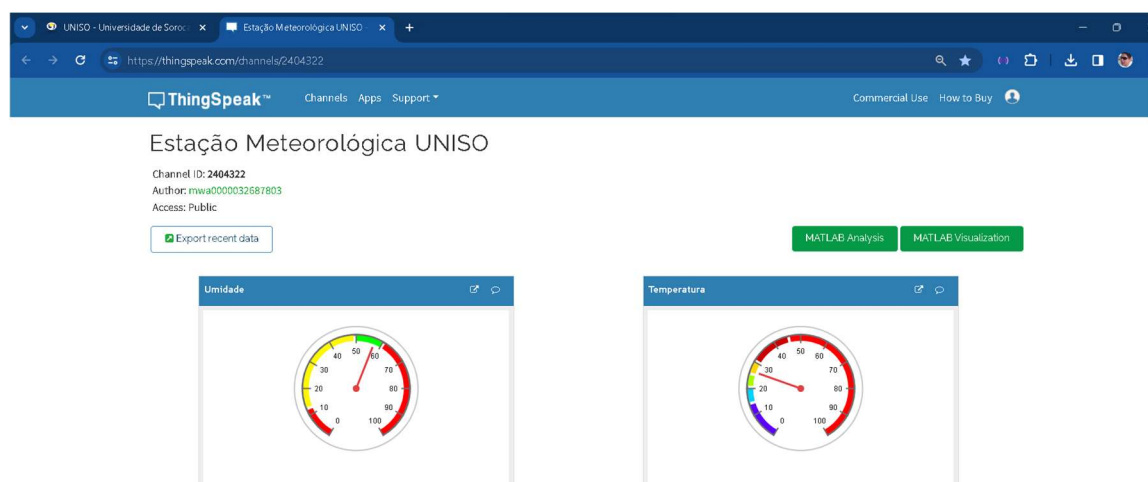 UNISO - Universidade de Soroc
Estação Meteorológica UNISO -
https://thingspeak.com/channels/2404322
ThingSpeak™ Channels Apps Support Commercial Use How to Buy
Estação Meteorológica UNISO
Channel ID: 2404322
Author: mwa0000032687803
Access: Public
Export recent data MATLAB Analysis MATLAB Visualization
Umidade
0 10 20 30 40 50 60 70 80 90 100
Temperatura
0 10 20 30 40 50 60 70 80 90 100